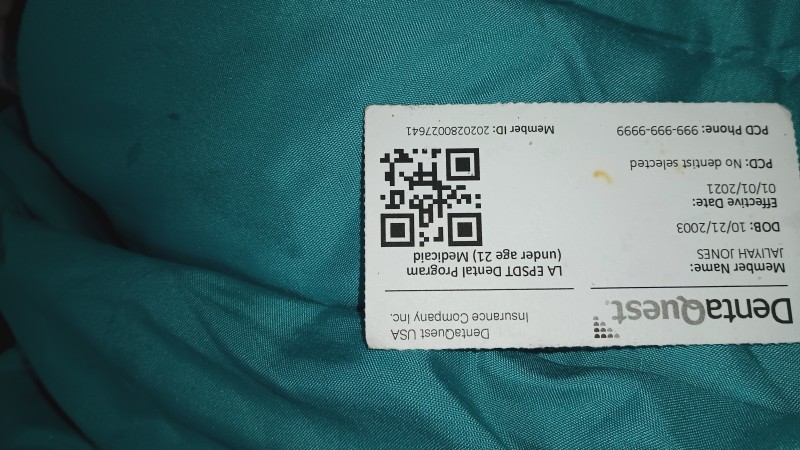 DentaQuest
DentaQuest USA
Insurance Company Inc.
Member Name:
JALIYAH JONES
DOB: 10/21/2003
Effective Date:
01/01/2021
PCD: No dentist selected
PCD Phone: 999-999-9999
LA EPSDT Dental Program
(under age 21) Medicaid
Member ID: 2020280027641